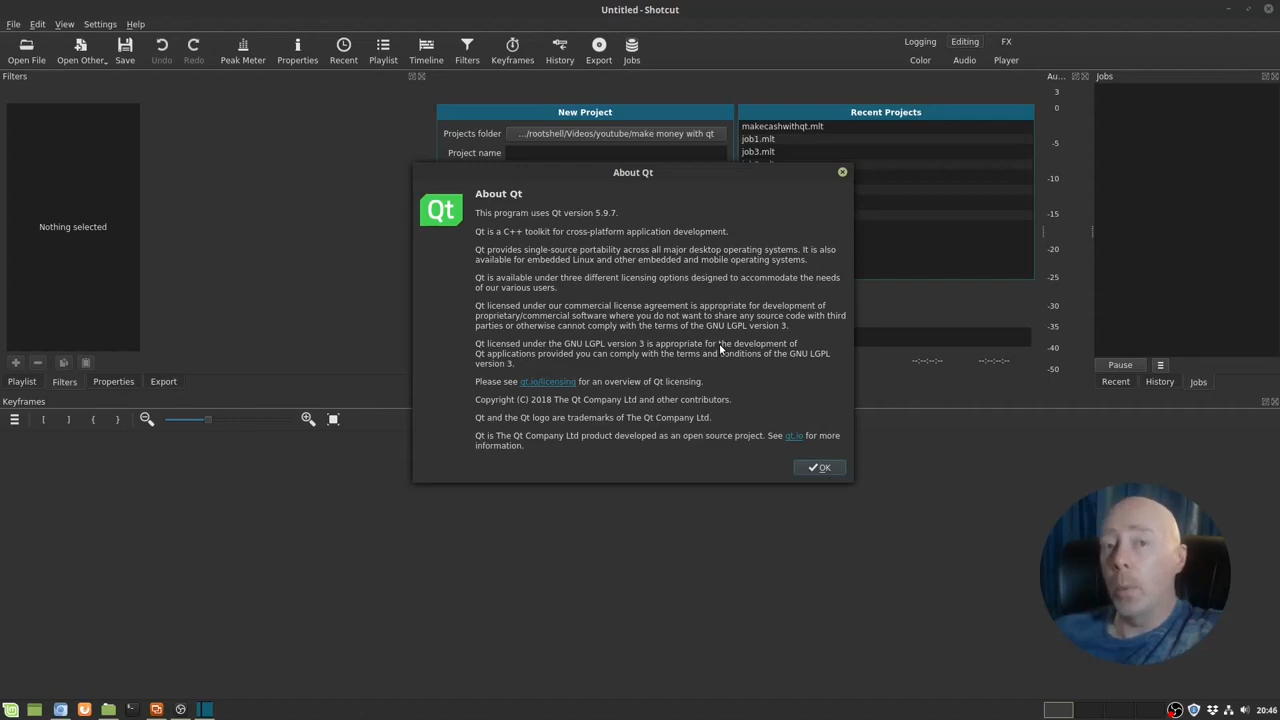 Untitled - Shotcut
File Edit View Settings Help
Open File Open Other... Save Undo Redo Peak Meter Properties Recent Playlist Timeline Filters Keyframes History Export Jobs
Logging Editing FX
Color Audio Player
Filters
Au...
Jobs
Nothing selected
New Project
Projects folder .../rootshell/Videos/youtube/make money with qt
Project name
Recent Projects
makecashwithqt.mlt
job1.mlt
job3.mlt
3
0
-5
-10
-15
-20
-25
-30
-35
-40
-50
About Qt
Qt
About Qt
This program uses Qt version 5.9.7.
Qt is a C++ toolkit for cross-platform application development.
Qt provides single-source portability across all major desktop operating systems. It is also
available for embedded Linux and other embedded and mobile operating systems.
Qt is available under three different licensing options designed to accommodate the needs
of our various users.
Qt licensed under our commercial license agreement is appropriate for development of
proprietary/commercial software where you do not want to share any source code with third
parties or otherwise cannot comply with the terms of the GNU LGPL version 3.
Qt licensed under the GNU LGPL version 3 is appropriate for the development of
Qt applications provided you can comply with the terms and conditions of the GNU LGPL
version 3.
Please see qt.io/licensing for an overview of Qt licensing.
Copyright (C) 2018 The Qt Company Ltd and other contributors.
Qt and the Qt logo are trademarks of The Qt Company Ltd.
Qt is The Qt Company Ltd product developed as an open source project. See qt.io for more
information.
OK
--:--:--:-- --:--:--:--
Pause
Playlist Filters Properties Export
Recent History Jobs
Keyframes
[ ] { }
20:46